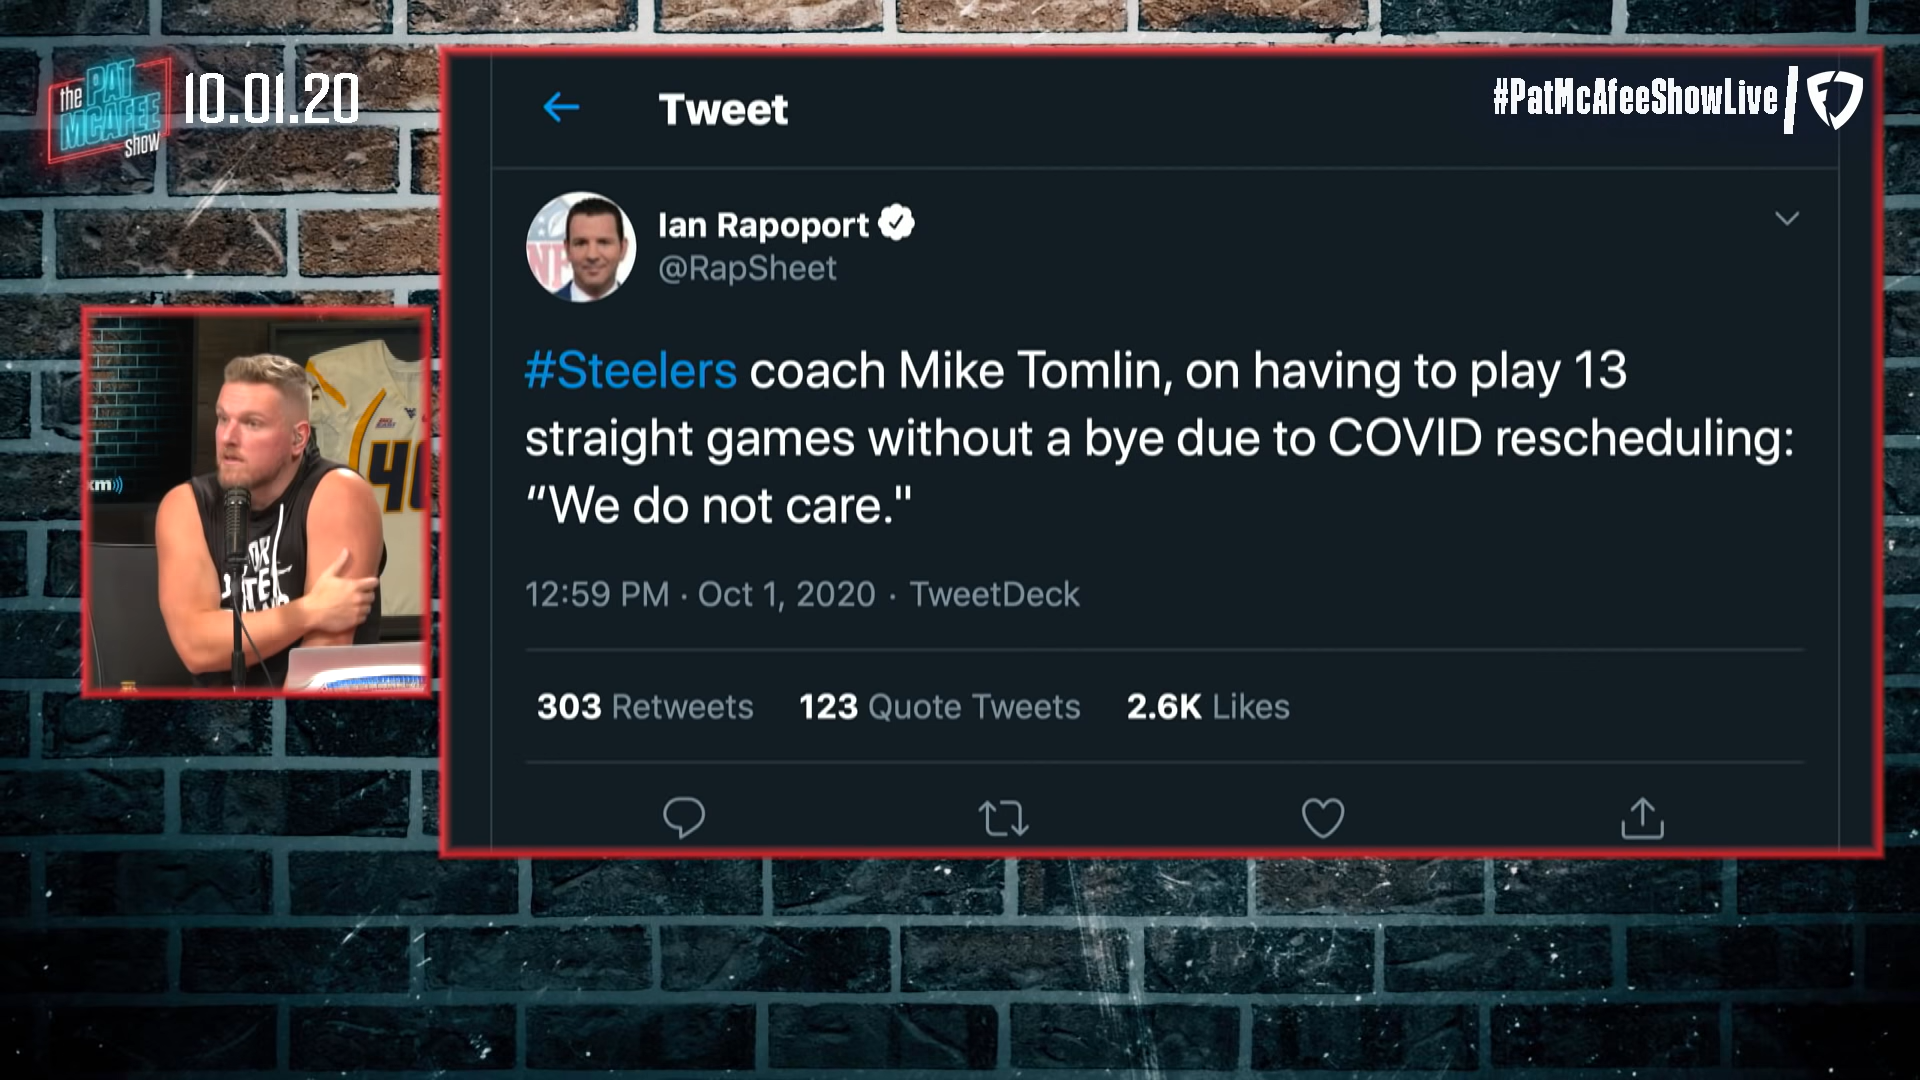 the PAT
MCAFEE
show
10.01.20
#PatMcAfeeShowLive
Tweet
Ian Rapoport
@RapSheet
#Steelers coach Mike Tomlin, on having to play 13
straight games without a bye due to COVID rescheduling:
“We do not care."
12:59 PM · Oct 1, 2020 · TweetDeck
303 Retweets 123 Quote Tweets 2.6K Likes
xm